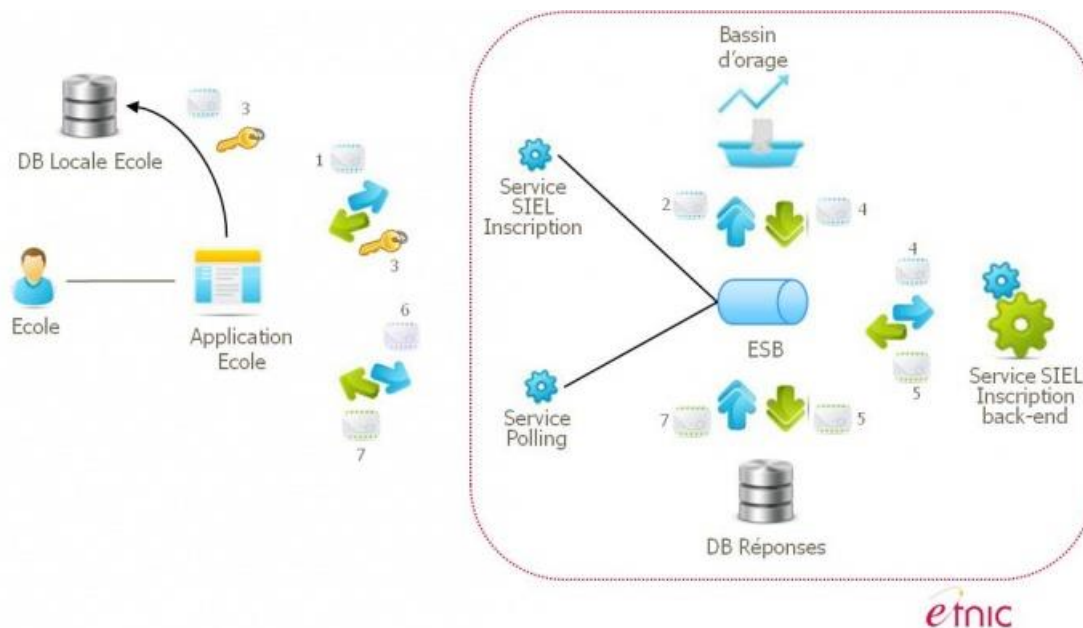 Bassin
d'orage
3
DB Locale Ecole
1
Service
SIEL
Inscription
2
4
3
4
Ecole
Application
Ecole
6
ESB
5
Service SIEL
Inscription
back-end
Service
Polling
7
5
7
DB Réponses
etnic